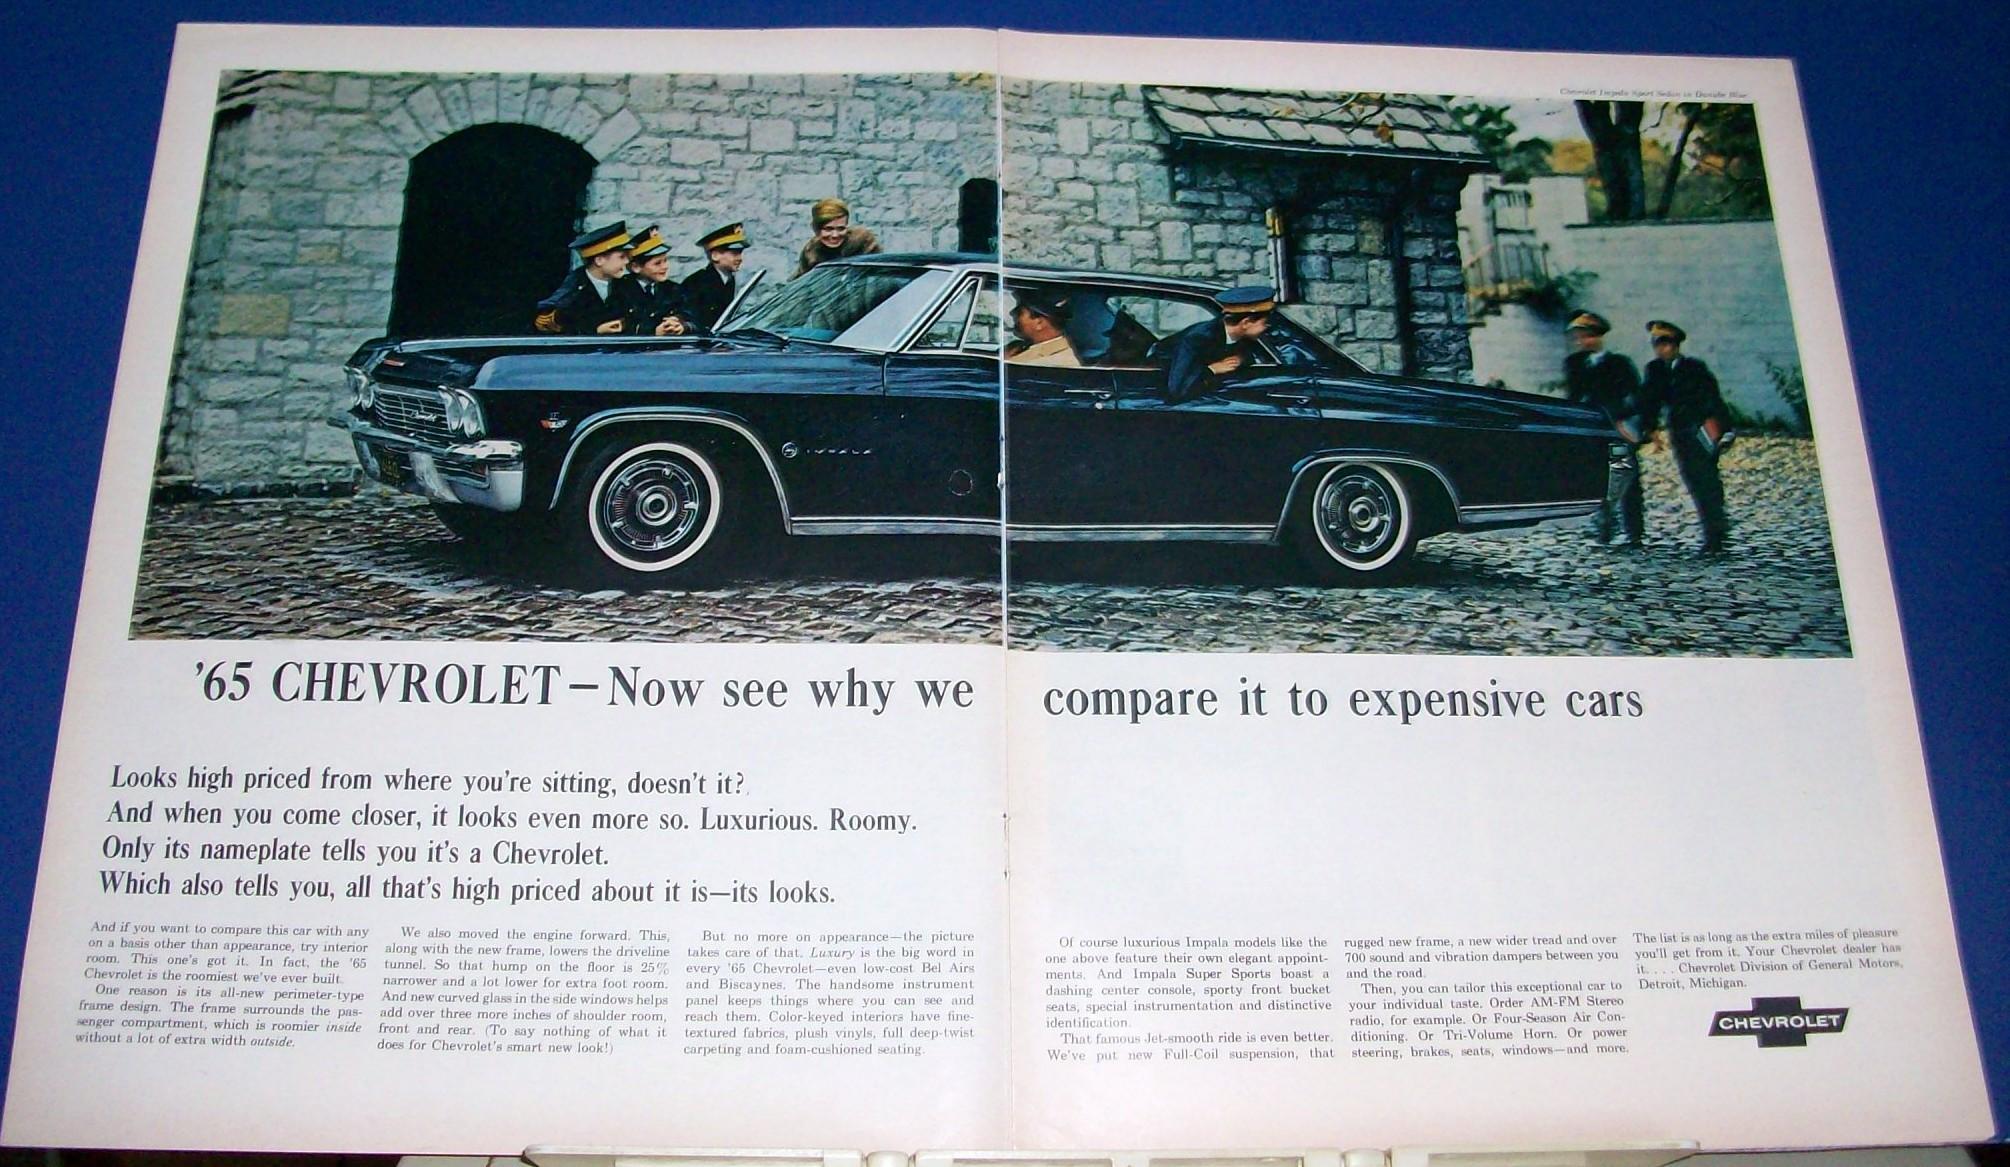 Chevrolet Impala Sport Sedan in Danube Blue
IMPALA
'65 CHEVROLET — Now see why we compare it to expensive cars
Looks high priced from where you're sitting, doesn't it?
And when you come closer, it looks even more so. Luxurious. Roomy.
Only its nameplate tells you it's a Chevrolet.
Which also tells you, all that's high priced about it is—its looks.
And if you want to compare this car with any
on a basis other than appearance, try interior
room. This one's got it. In fact, the '65
Chevrolet is the roomiest we've ever built.
One reason is its all-new perimeter-type
frame design. The frame surrounds the pas-
senger compartment, which is roomier inside
without a lot of extra width outside.
We also moved the engine forward. This,
along with the new frame, lowers the driveline
tunnel. So that hump on the floor is 25%
narrower and a lot lower for extra foot room.
And new curved glass in the side windows helps
add over three more inches of shoulder room,
front and rear. (To say nothing of what it
does for Chevrolet's smart new look!)
But no more on appearance—the picture
takes care of that. Luxury is the big word in
every '65 Chevrolet—even low-cost Bel Airs
and Biscaynes. The handsome instrument
panel keeps things where you can see and
reach them. Color-keyed interiors have fine-
textured fabrics, plush vinyls, full deep-twist
carpeting and foam-cushioned seating.
Of course luxurious Impala models like the
one above feature their own elegant appoint-
ments. And Impala Super Sports boast a
dashing center console, sporty front bucket
seats, special instrumentation and distinctive
identification.
That famous Jet-smooth ride is even better.
We've put new Full-Coil suspension, that
rugged new frame, a new wider tread and over
700 sound and vibration dampers between you
and the road.
Then, you can tailor this exceptional car to
your individual taste. Order AM-FM Stereo
radio, for example. Or Four-Season Air Con-
ditioning. Or Tri-Volume Horn. Or power
steering, brakes, seats, windows—and more.
The list is as long as the extra miles of pleasure
you'll get from it. Your Chevrolet dealer has
it. . . . Chevrolet Division of General Motors,
Detroit, Michigan.
CHEVROLET